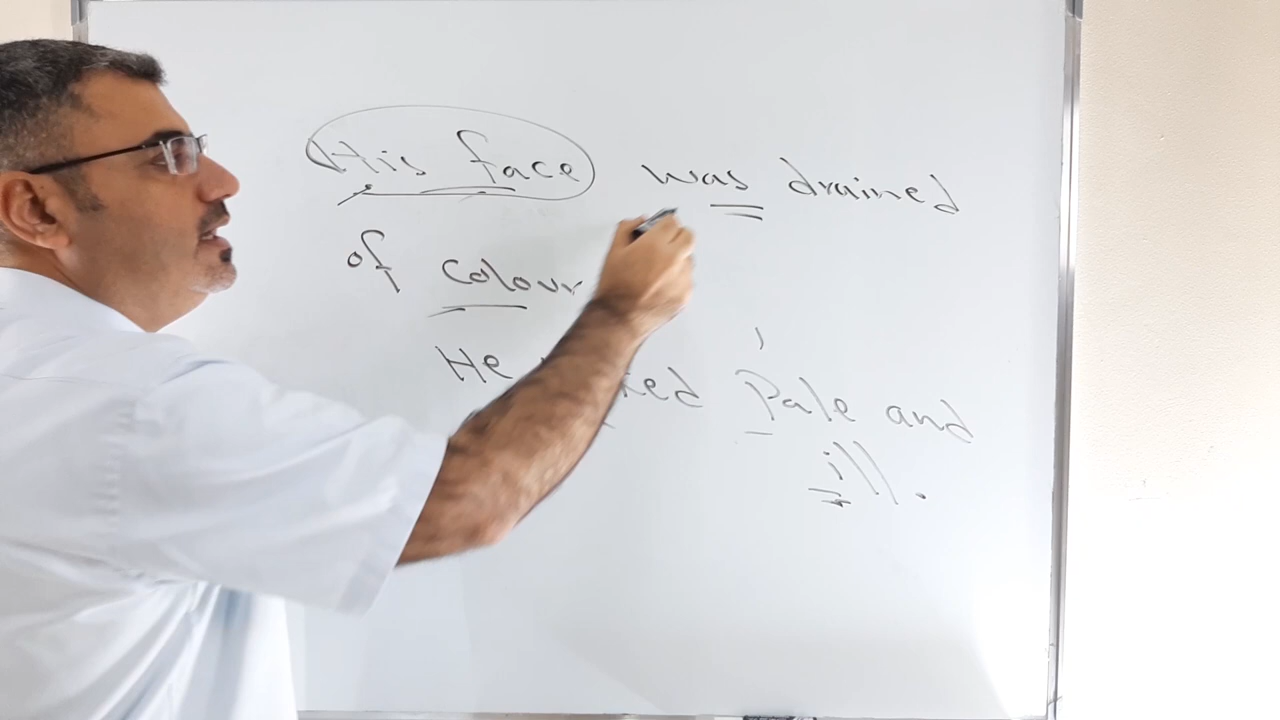 His face was drained
of colour
He Pale and
ill.